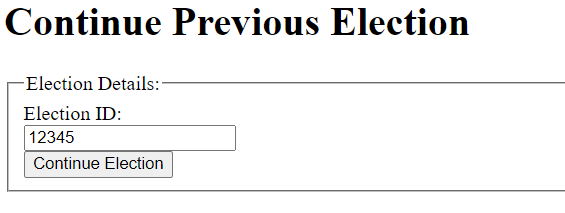 Continue Previous Election
Election Details:
Election ID:
12345
Continue Election